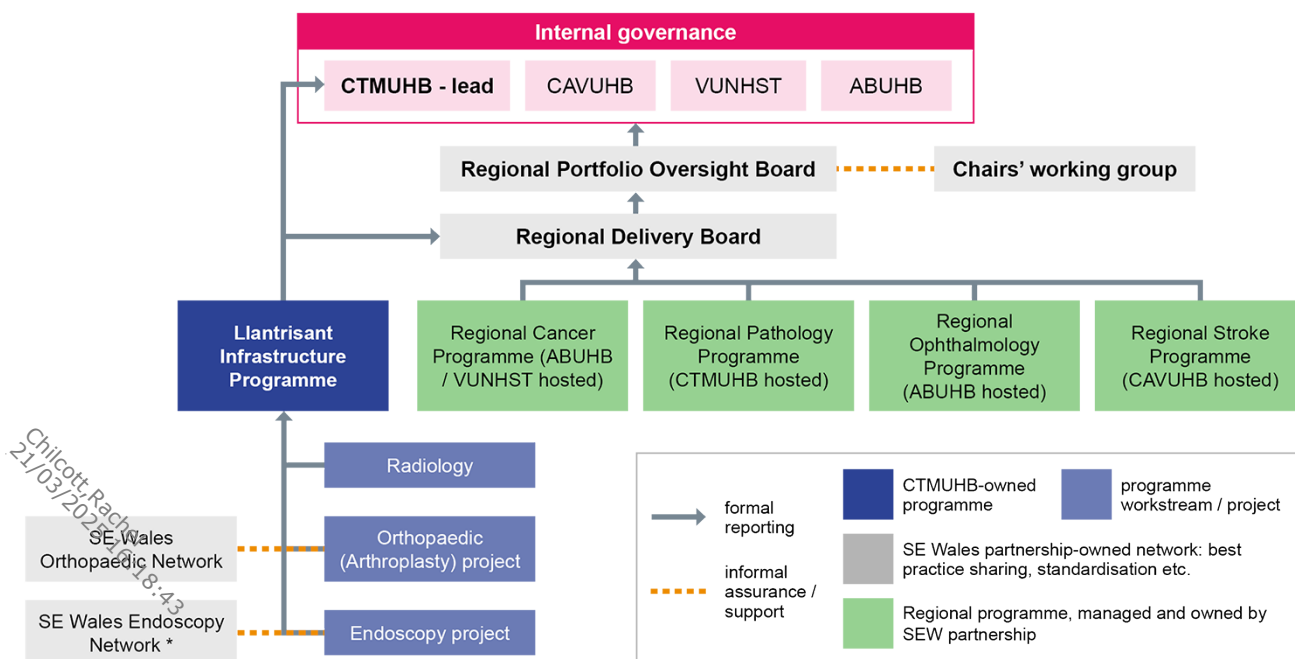 Internal governance
CTMUHB - lead
CAVUHB
VUNHST
ABUHB
Regional Portfolio Oversight Board
Chairs’ working group
Regional Delivery Board
Llantrisant
Infrastructure
Programme
Regional Cancer
Programme (ABUHB
/ VUNHST hosted)
Regional Pathology
Programme
(CTMUHB hosted)
Regional
Ophthalmology
Programme
(ABUHB hosted)
Regional Stroke
Programme
(CAVUHB hosted)
Radiology
SE Wales
Orthopaedic Network
Orthopaedic
(Arthroplasty) project
SE Wales Endoscopy
Network *
Endoscopy project
Chilcott,Rachel
21/03/2025 16:18:43
formal
reporting
informal
assurance /
support
CTMUHB-owned
programme
programme
workstream / project
SE Wales partnership-owned network: best
practice sharing, standardisation etc.
Regional programme, managed and owned by
SEW partnership